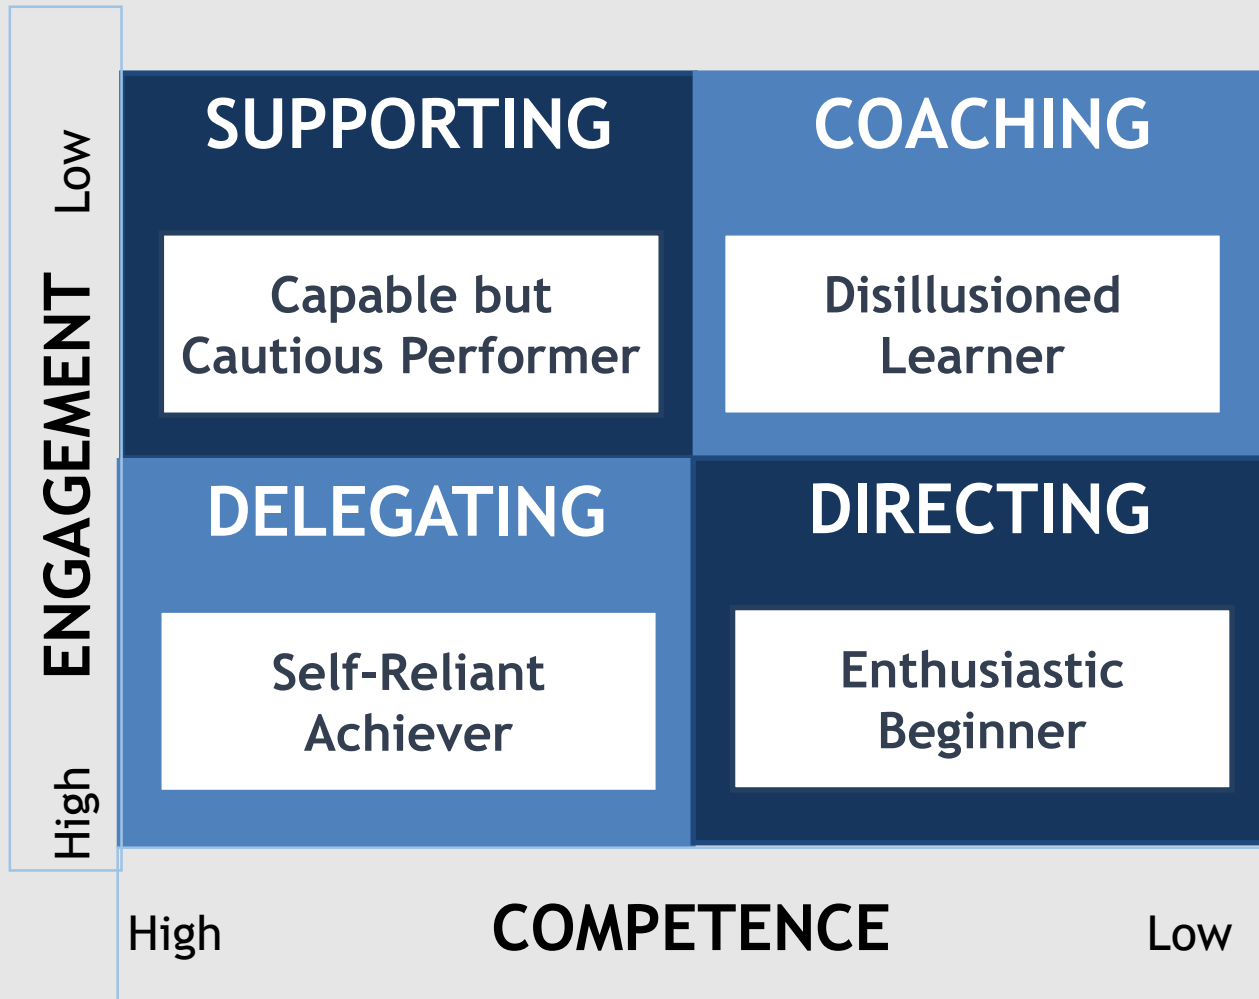 SUPPORTING
COACHING
Capable but
Cautious Performer
Disillusioned
Learner
DELEGATING
DIRECTING
Self-Reliant
Achiever
Enthusiastic
Beginner
Low
ENGAGEMENT
High
High
COMPETENCE
Low